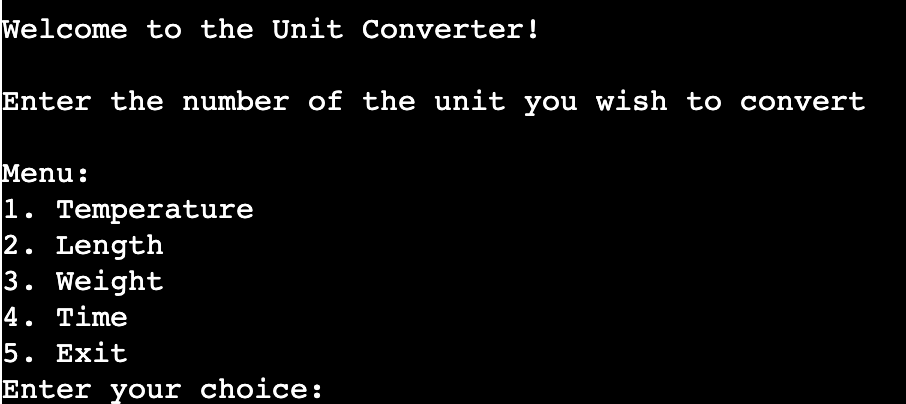 Welcome to the Unit Converter!
Enter the number of the unit you wish to convert
Menu:
1. Temperature
2. Length
3. Weight
4. Time
5. Exit
Enter your choice: